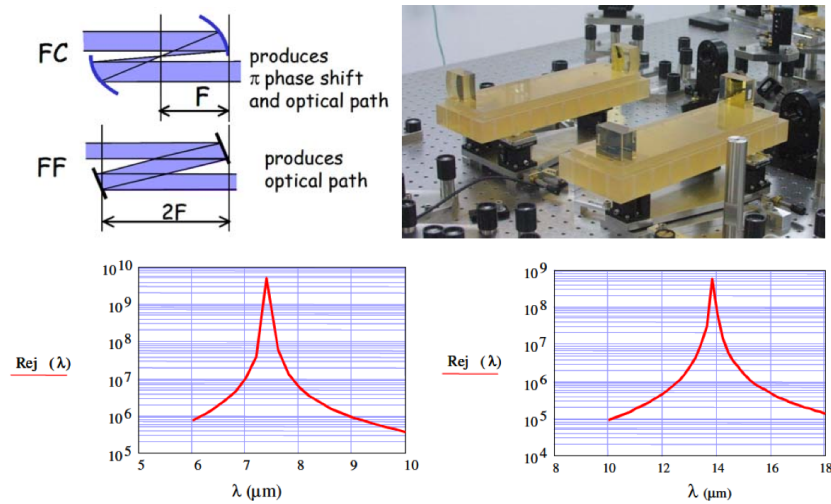 FC
produces
π phase shift
and optical path
F
FF
produces
optical path
2F
Rej (λ)
10^10
10^9
10^8
10^7
10^6
10^5
5 6 7 8 9 10
λ (μm)
Rej (λ)
10^9
10^8
10^7
10^6
10^5
10^4
8 10 12 14 16 18
λ (μm)